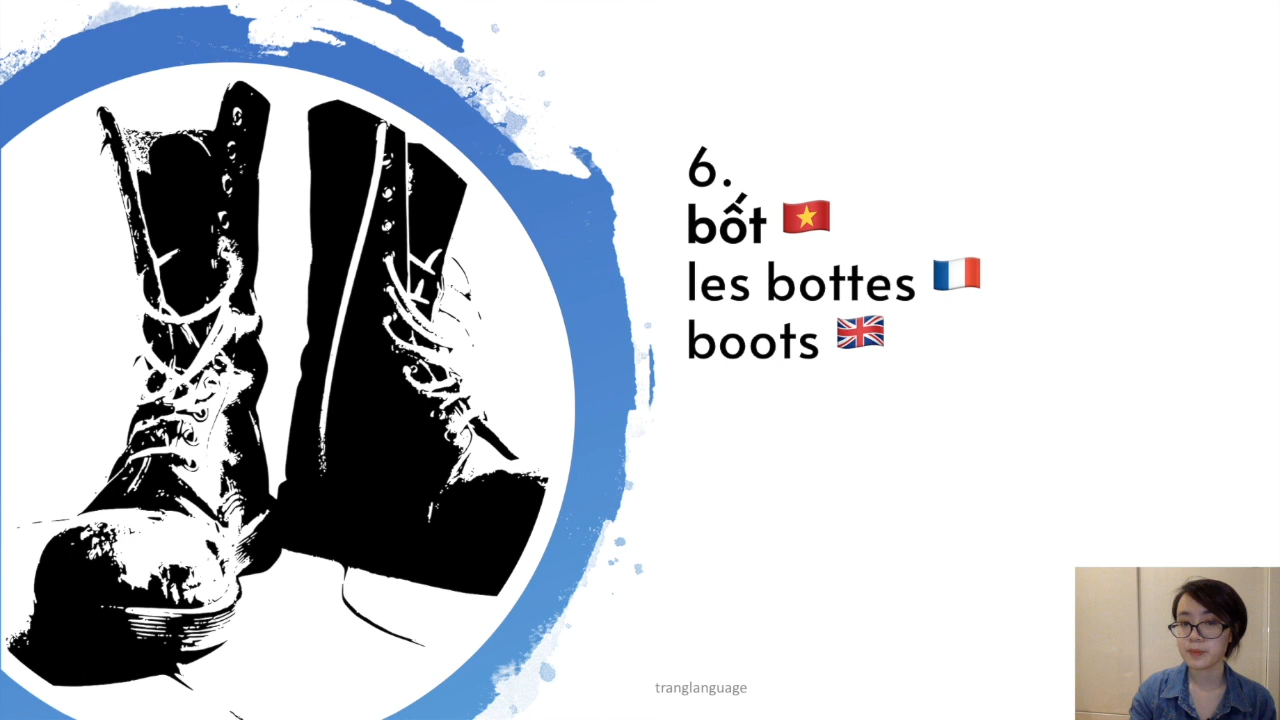 6.
bốt 🇻🇳
les bottes 🇫🇷
boots 🇬🇧
tranglanguage